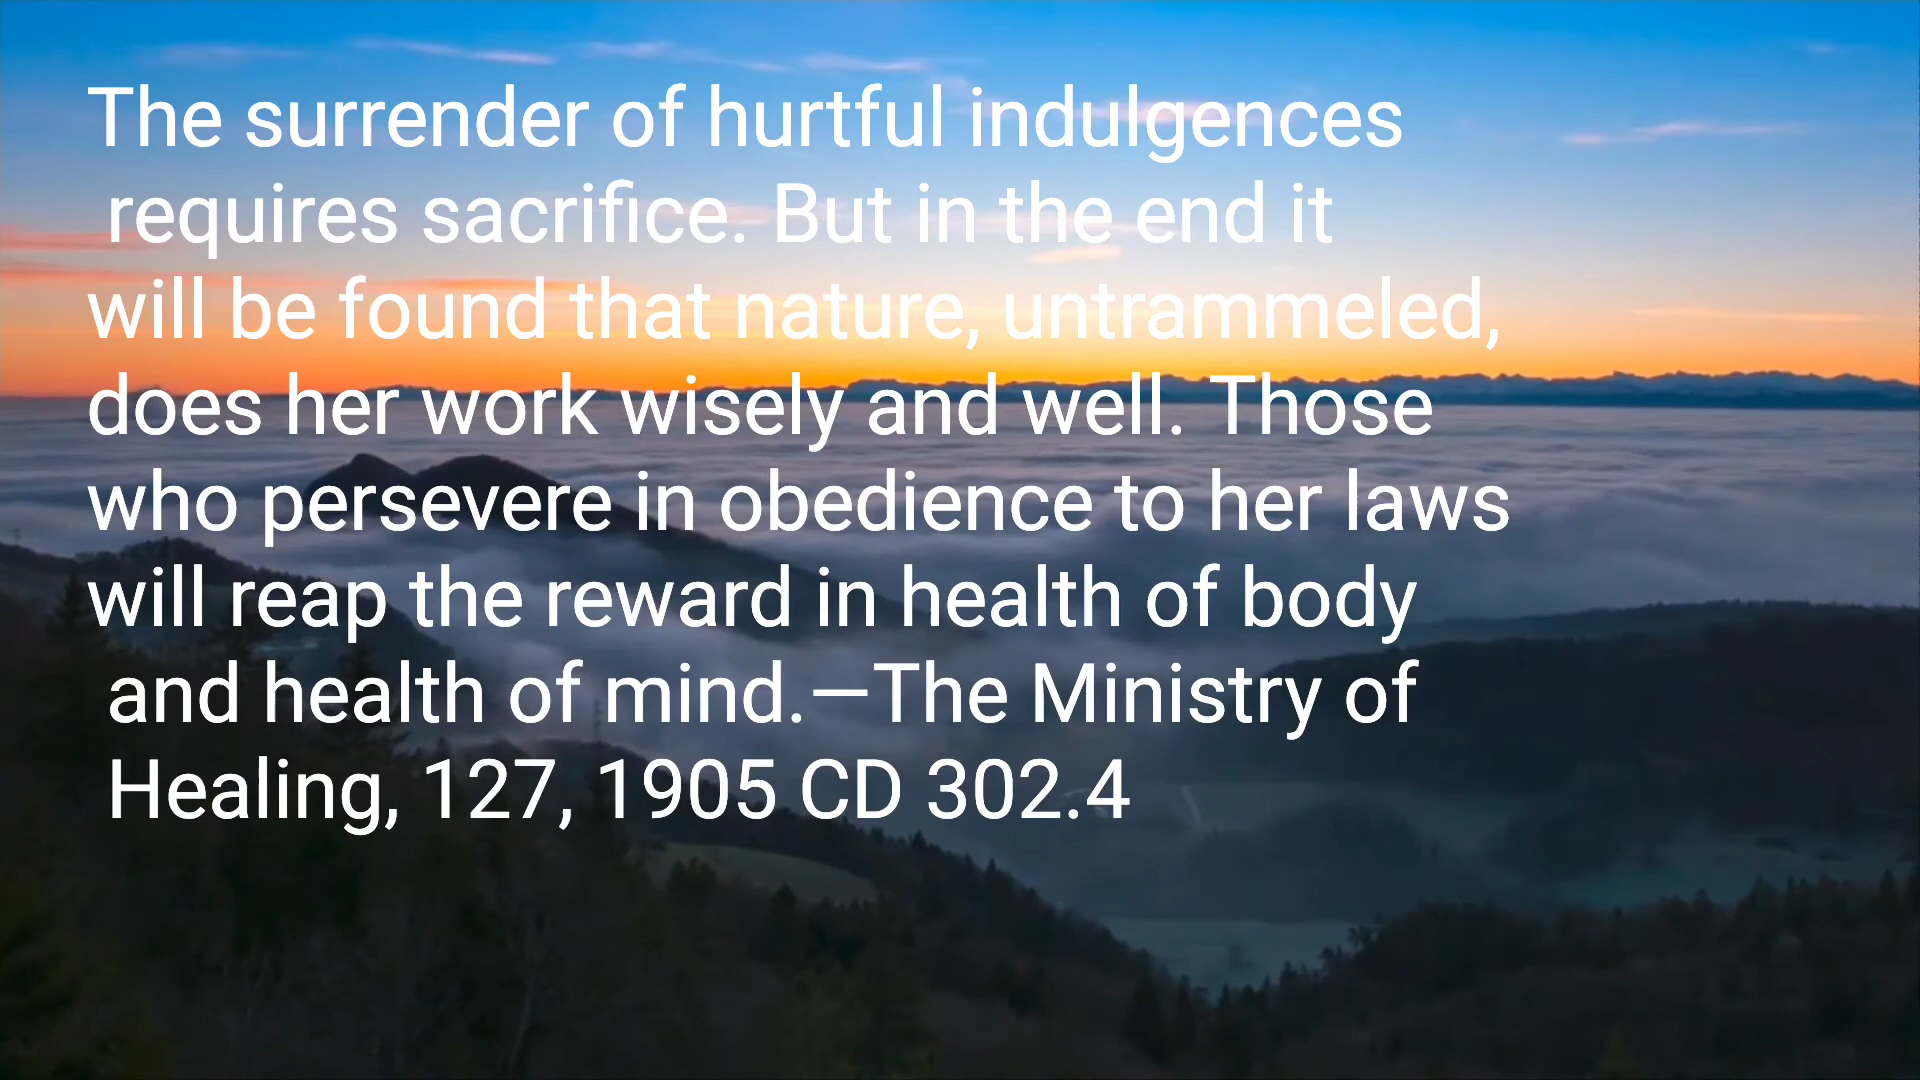 The surrender of hurtful indulgences
requires sacrifice. But in the end it
will be found that nature, untrammeled,
does her work wisely and well. Those
who persevere in obedience to her laws
will reap the reward in health of body
and health of mind.—The Ministry of
Healing, 127, 1905 CD 302.4